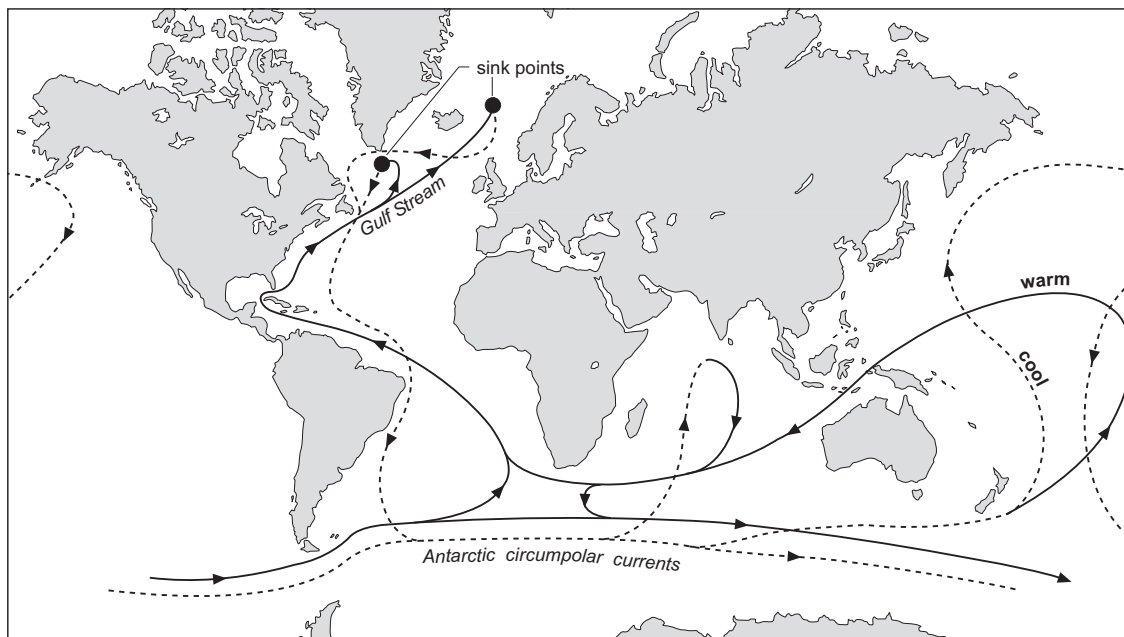 sink points
Gulf Stream
warm
cool
Antarctic circumpolar currents